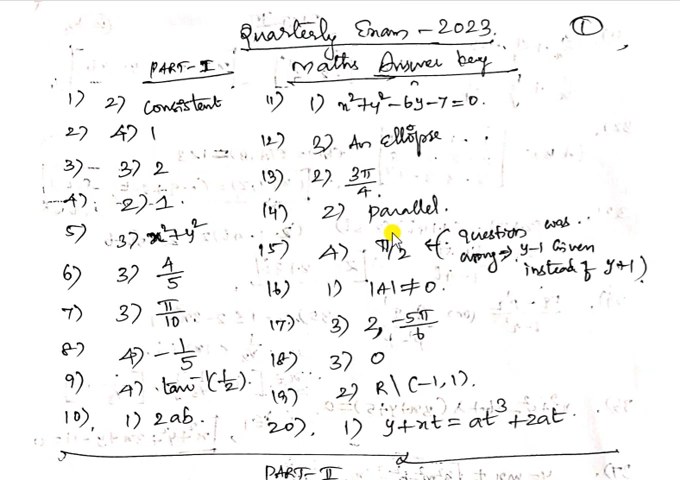 Quarterly Exam - 2023.
①
Maths Answer key
PART-I
1) 2) Consistent
2) 4) 1
3) 3) 2
4) 2) 1.
5) 3) x²+y²
6) 3) 4/5
7) 3) π/10.
8) 4) -1/5
9) 4) tan⁻¹(1/2).
10) 1) 2ab.
11) 1) x²+y²-6y-7=0.
12) 3) An Ellipse
13) 2) 3π/4.
14) 2) parallel.
15) 4) π/2 ← ( question was
wrong ⇒ y-1 Given
instead of y+1)
16) 1) |A| ≠ 0.
17) 3) 2, -5π/6
18) 3) 0
19) 2) R \ (-1,1).
20). 1) y+xt = at³+2at.
PART-II